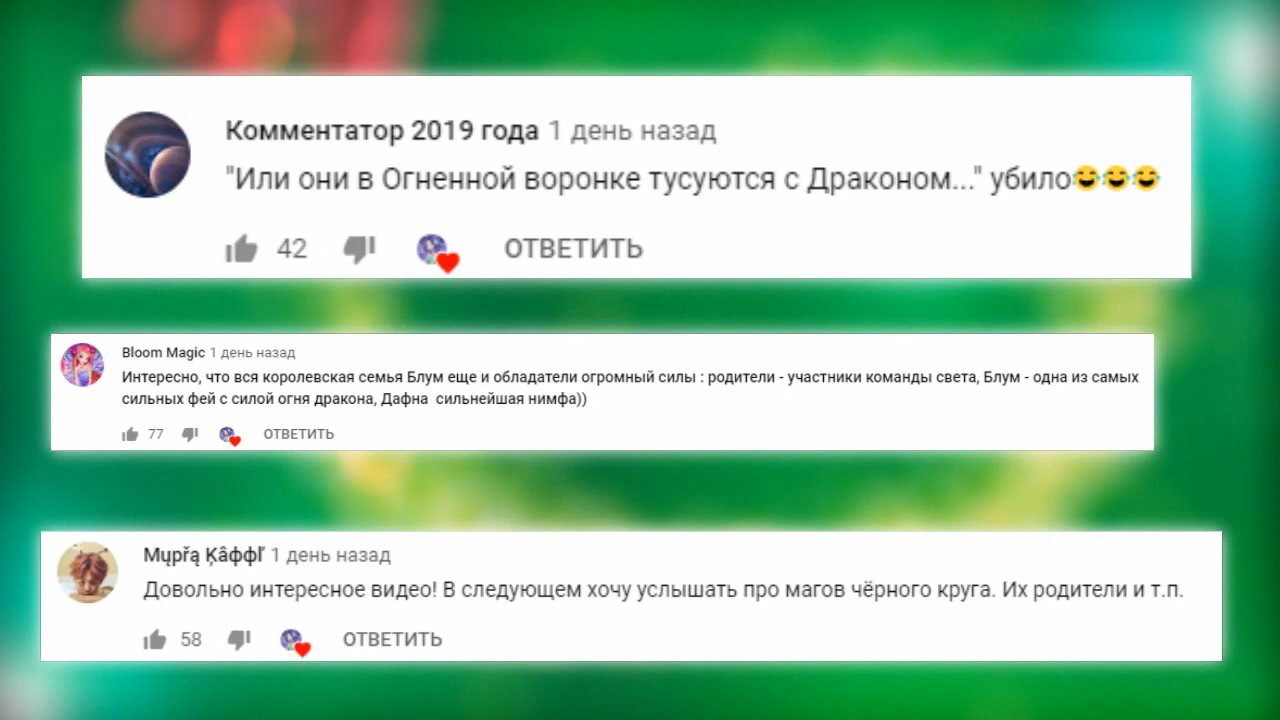 Комментатор 2019 года 1 день назад
"Или они в Огненной воронке тусуются с Драконом..." убило😂😂😂
42 ОТВЕТИТЬ
Bloom Magic 1 день назад
Интересно, что вся королевская семья Блум еще и обладатели огромный силы : родители - участники команды света, Блум - одна из самых
сильных фей с силой огня дракона, Дафна сильнейшая нимфа))
77 ОТВЕТИТЬ
Мџpřą Ķâффľ 1 день назад
Довольно интересное видео! В следующем хочу услышать про магов чёрного круга. Их родители и т.п.
58 ОТВЕТИТЬ